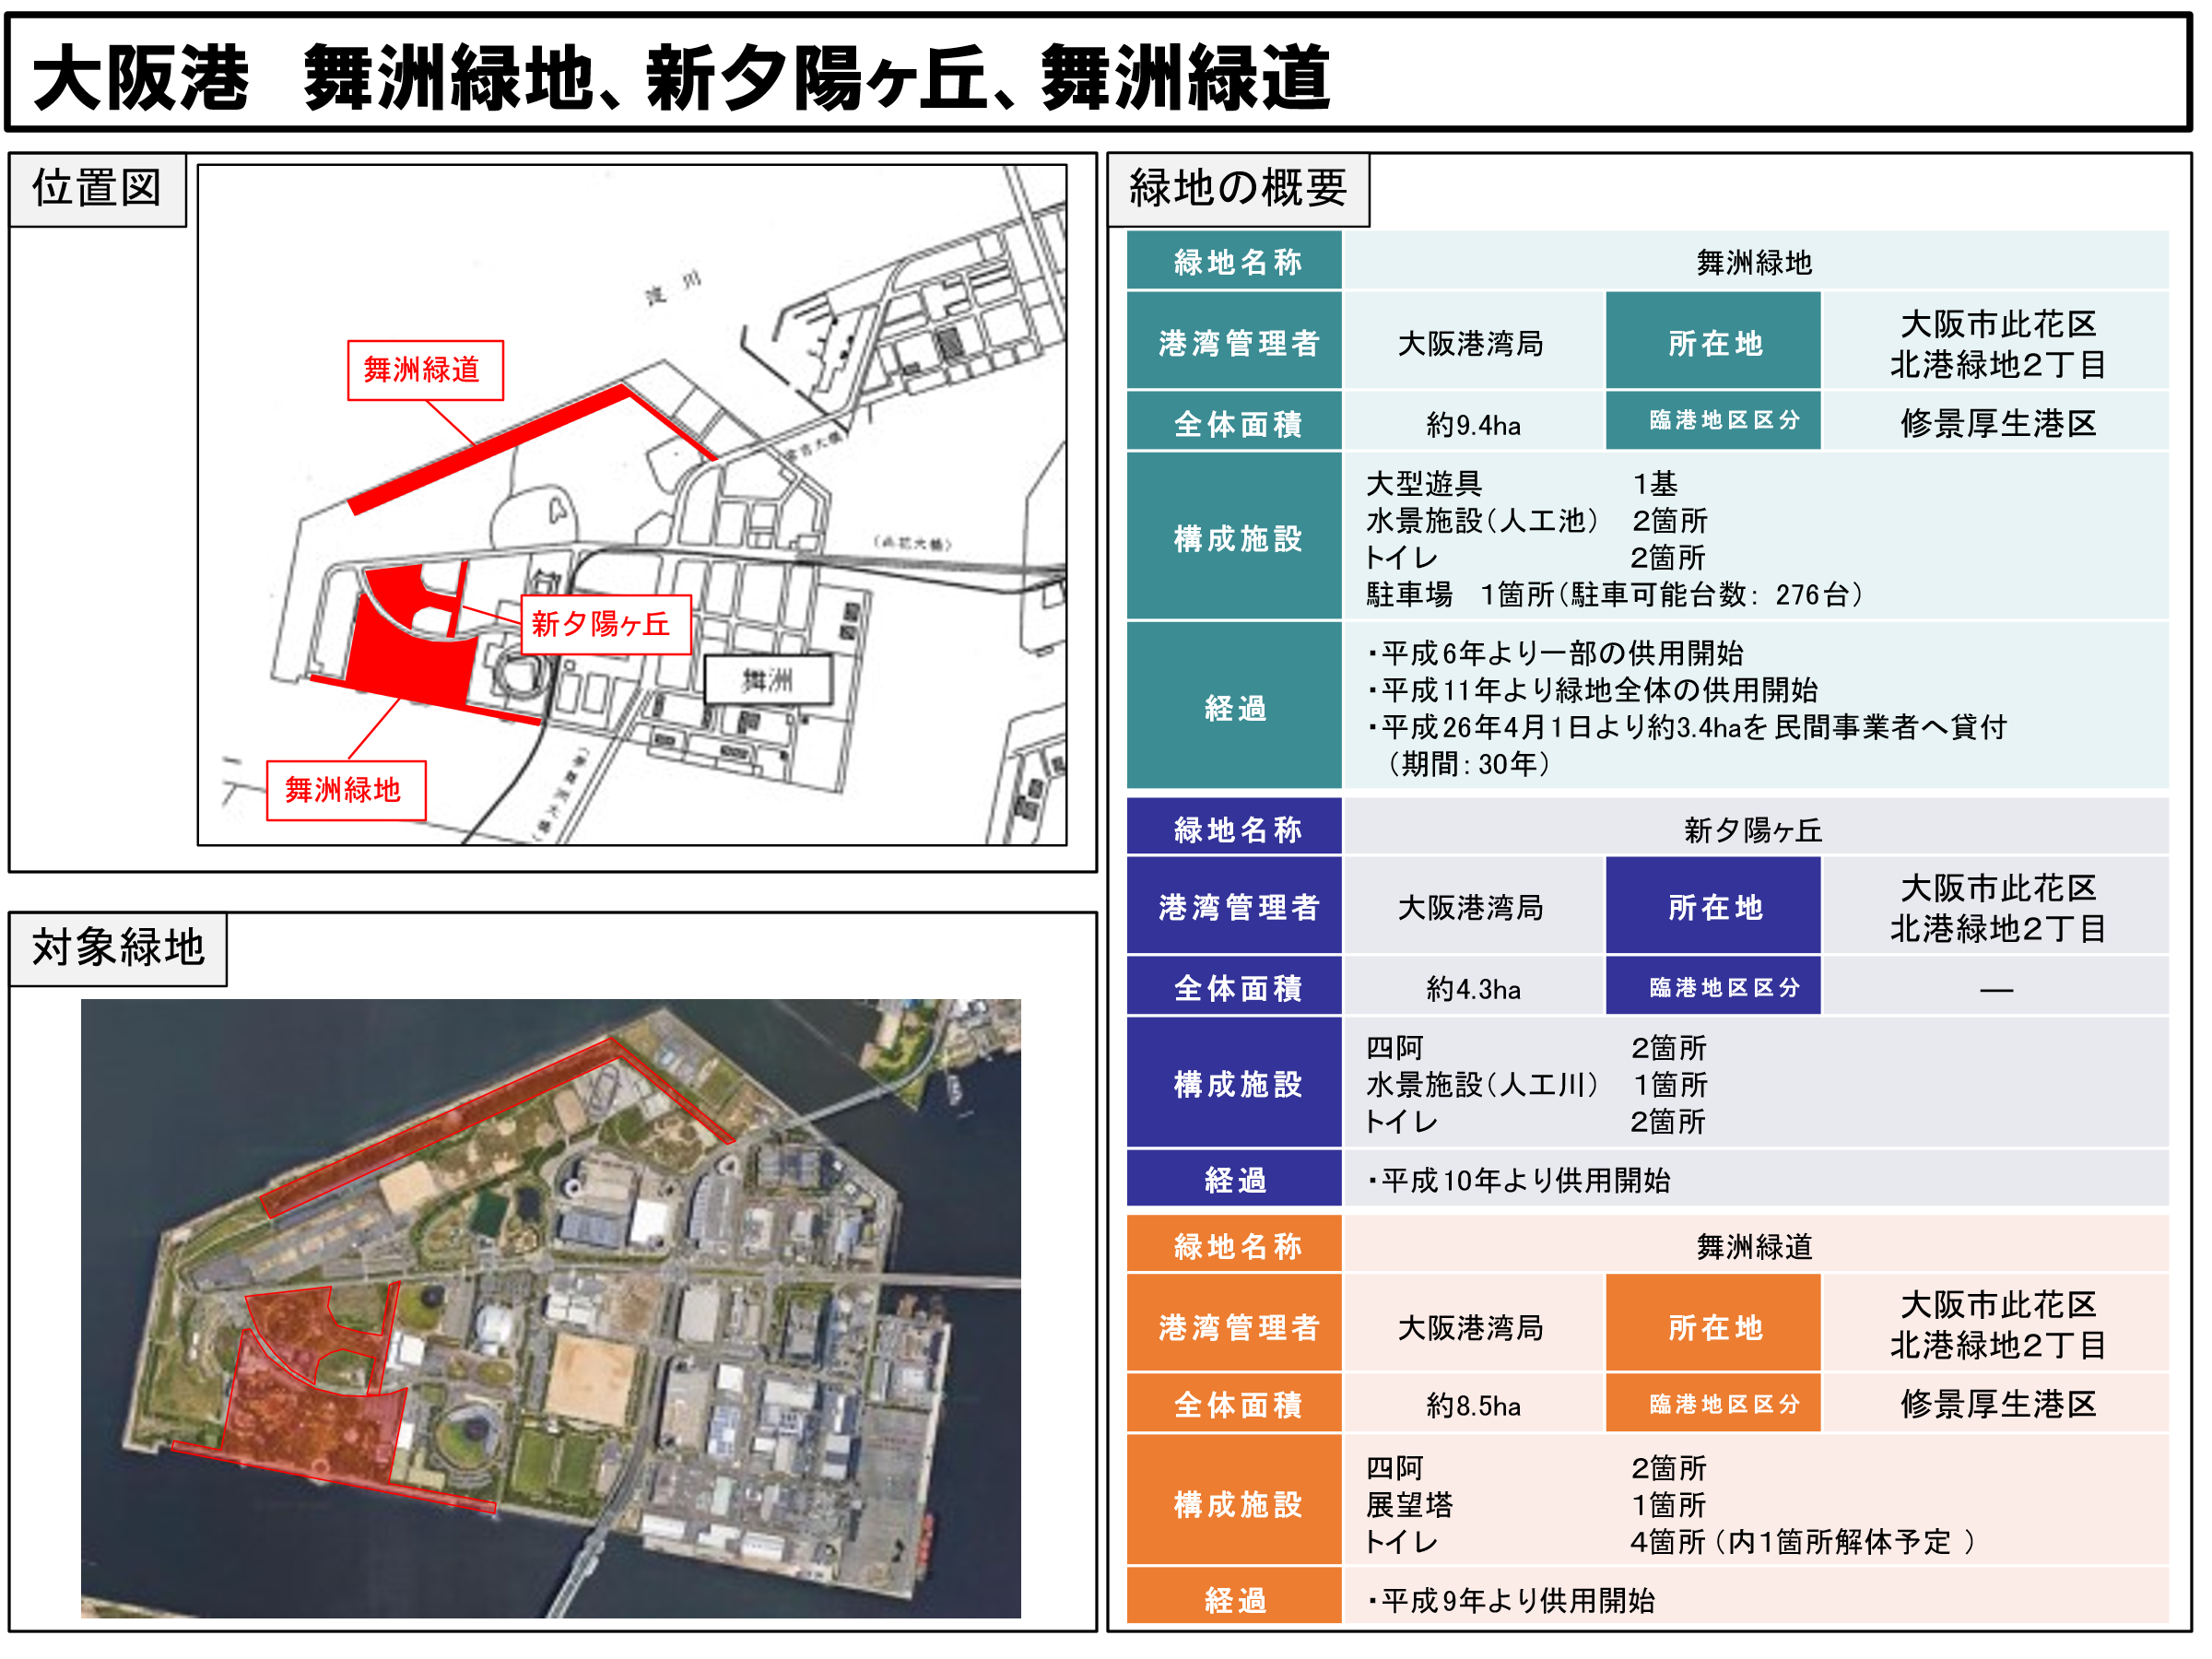 大阪港　舞洲緑地、新夕陽ヶ丘、舞洲緑道
位置図
淀川
舞洲緑道
(此花大橋)
新夕陽ヶ丘
舞洲
舞洲緑地
対象緑地
緑地の概要
緑地名称 舞洲緑地
港湾管理者 大阪港湾局 所在地 大阪市此花区
北港緑地2丁目
全体面積 約9.4ha 臨港地区区分 修景厚生港区
構成施設
大型遊具 1基
水景施設（人工池） 2箇所
トイレ 2箇所
駐車場　1箇所（駐車可能台数： 276台）
経過
・平成6年より一部の供用開始
・平成11年より緑地全体の供用開始
・平成26年4月1日より約3.4haを民間事業者へ貸付
（期間：30年）
緑地名称 新夕陽ヶ丘
港湾管理者 大阪港湾局 所在地 大阪市此花区
北港緑地2丁目
全体面積 約4.3ha 臨港地区区分 ―
構成施設
四阿 2箇所
水景施設（人工川） 1箇所
トイレ 2箇所
経過 ・平成10年より供用開始
緑地名称 舞洲緑道
港湾管理者 大阪港湾局 所在地 大阪市此花区
北港緑地2丁目
全体面積 約8.5ha 臨港地区区分 修景厚生港区
構成施設
四阿 2箇所
展望塔 1箇所
トイレ 4箇所（内1箇所解体予定 ）
経過 ・平成9年より供用開始